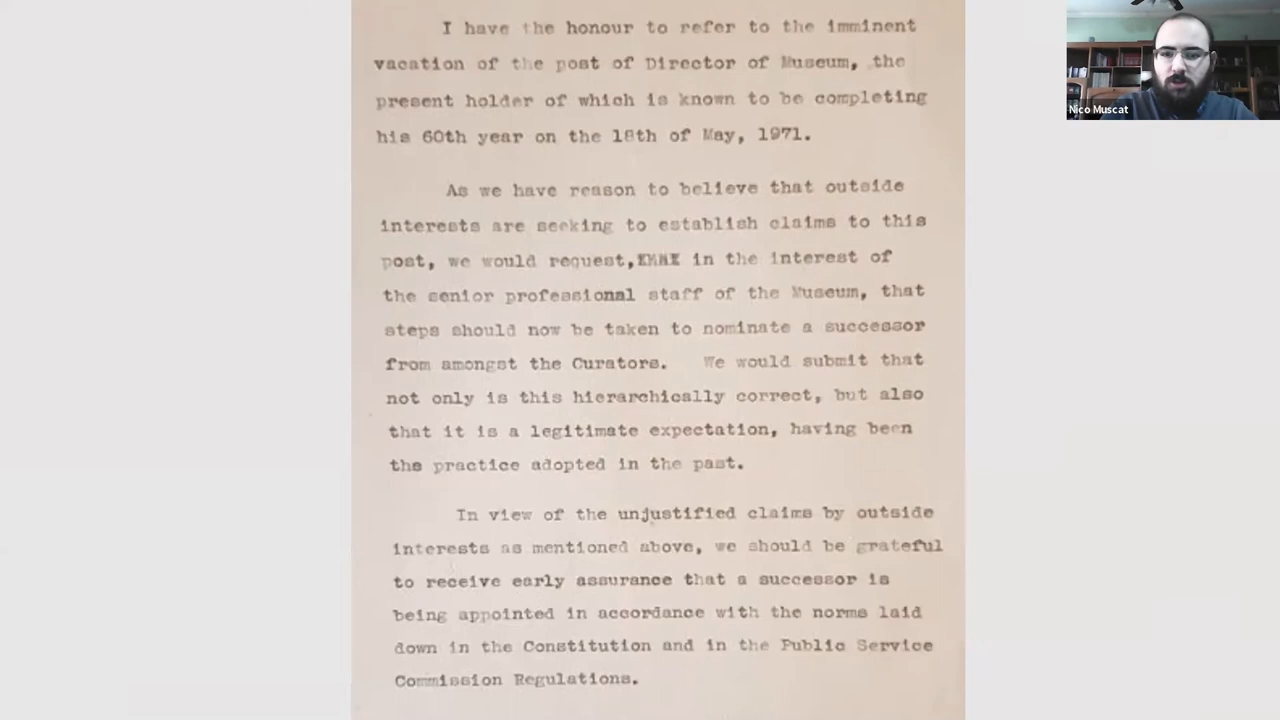 I have the honour to refer to the imminent
vacation of the post of Director of Museum, the
present holder of which is known to be completing
his 60th year on the 18th of May, 1971.
As we have reason to believe that outside
interests are seeking to establish claims to this
post, we would request, in the interest of
the senior professional staff of the Museum, that
steps should now be taken to nominate a successor
from amongst the Curators. We would submit that
not only is this hierarchically correct, but also
that it is a legitimate expectation, having been
the practice adopted in the past.
In view of the unjustified claims by outside
interests as mentioned above, we should be grateful
to receive early assurance that a successor is
being appointed in accordance with the norms laid
down in the Constitution and in the Public Service
Commission Regulations.
Nico Muscat